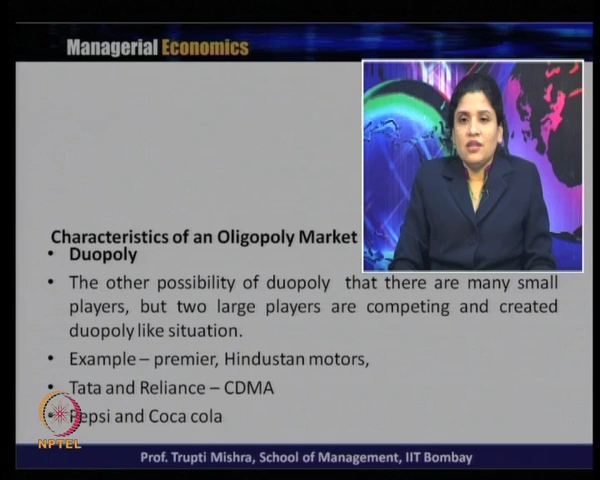 Managerial Economics
Characteristics of an Oligopoly Market
• Duopoly
• The other possibility of duopoly that there are many small
players, but two large players are competing and created
duopoly like situation.
• Example – premier, Hindustan motors,
• Tata and Reliance – CDMA
• Pepsi and Coca cola
NPTEL
Prof. Trupti Mishra, School of Management, IIT Bombay